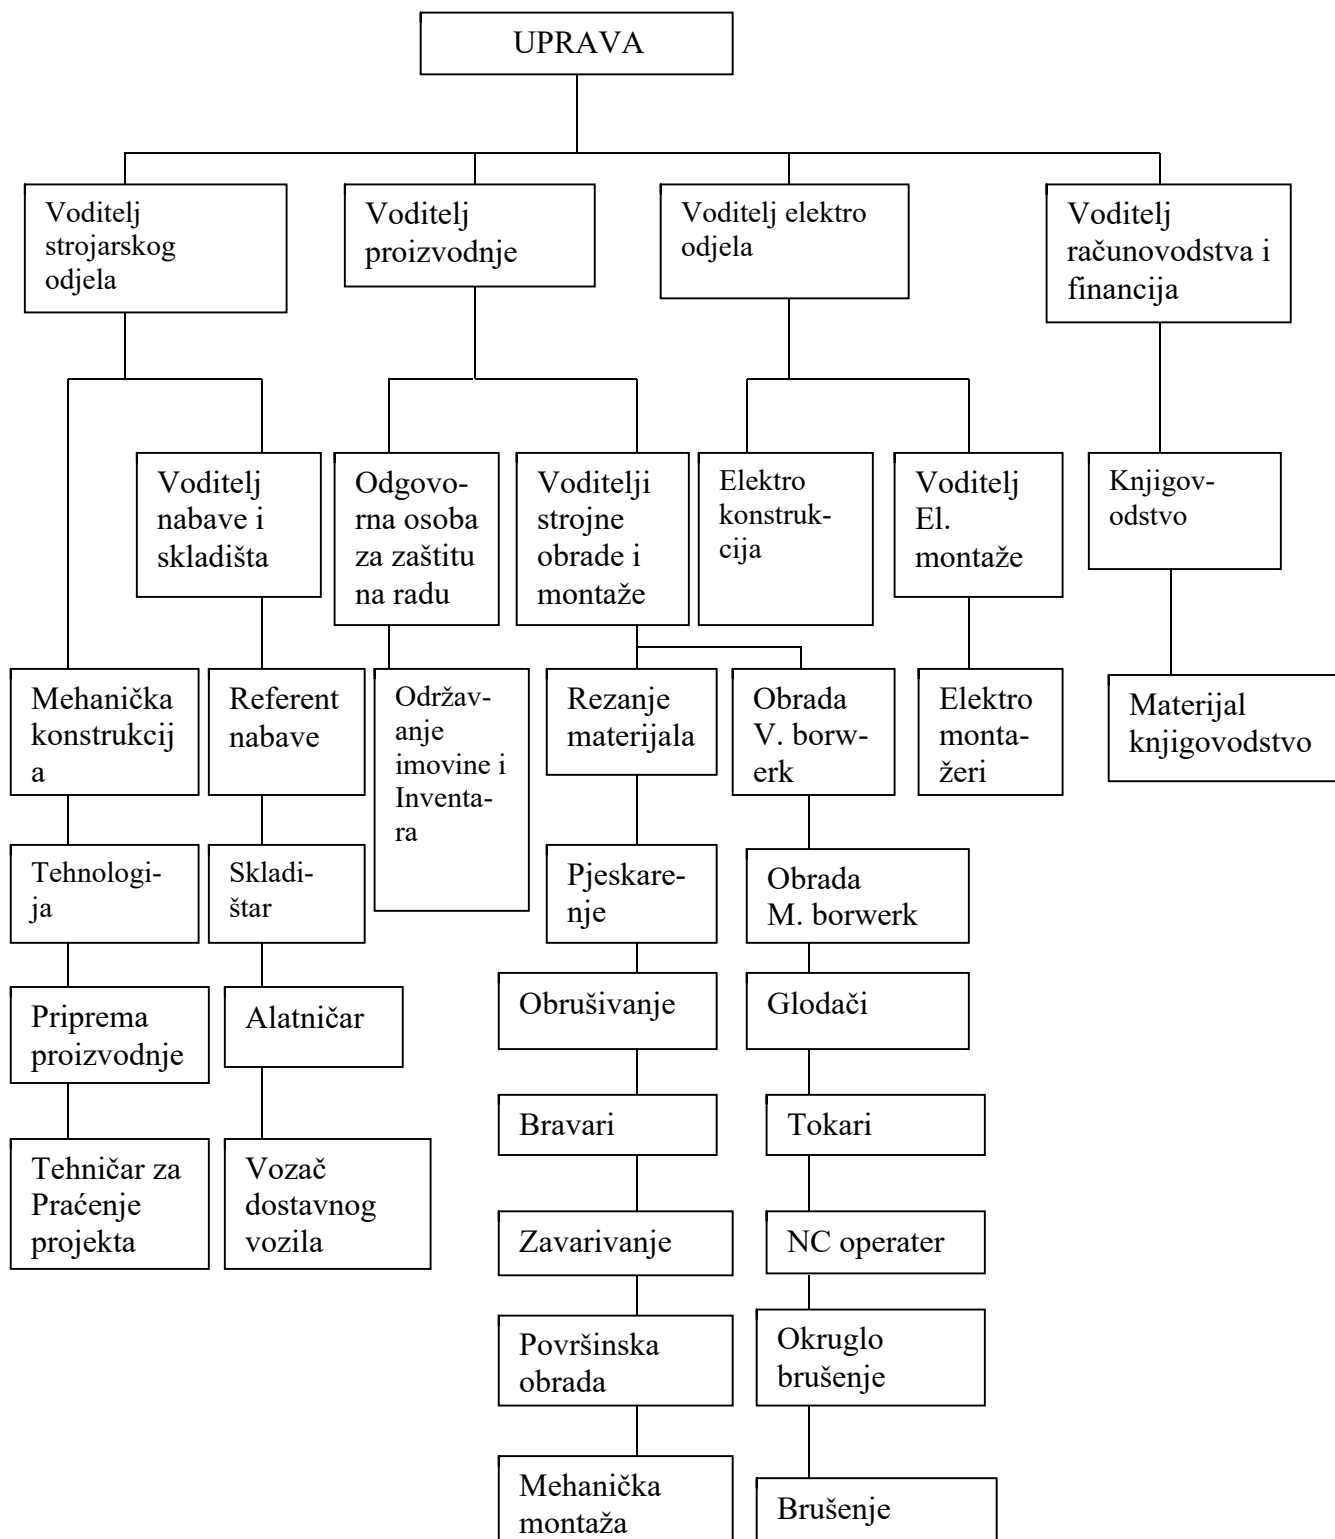 UPRAVA
Voditelj
strojarskog
odjela
Voditelj
proizvodnje
Voditelj elektro
odjela
Voditelj
računovodstva i
financija
Voditelj
nabave i
skladišta
Odgovo-
rna osoba
za zaštitu
na radu
Voditelji
strojne
obrade i
montaže
Elektro
konstruk-
cija
Voditelj
El.
montaže
Knjigov-
odstvo
Mehanička
konstrukcij
a
Referent
nabave
Održav-
anje
imovine i
Inventa-
ra
Rezanje
materijala
Obrada
V. borw-
erk
Elektro
monta-
žeri
Materijal
knjigovodstvo
Tehnologi-
ja
Skladi-
štar
Pjeskare-
nje
Obrada
M. borwerk
Priprema
proizvodnje
Alatničar
Obrušivanje
Glodači
Tehničar za
Praćenje
projekta
Vozač
dostavnog
vozila
Bravari
Tokari
Zavarivanje
NC operater
Površinska
obrada
Okruglo
brušenje
Mehanička
montaža
Brušenje